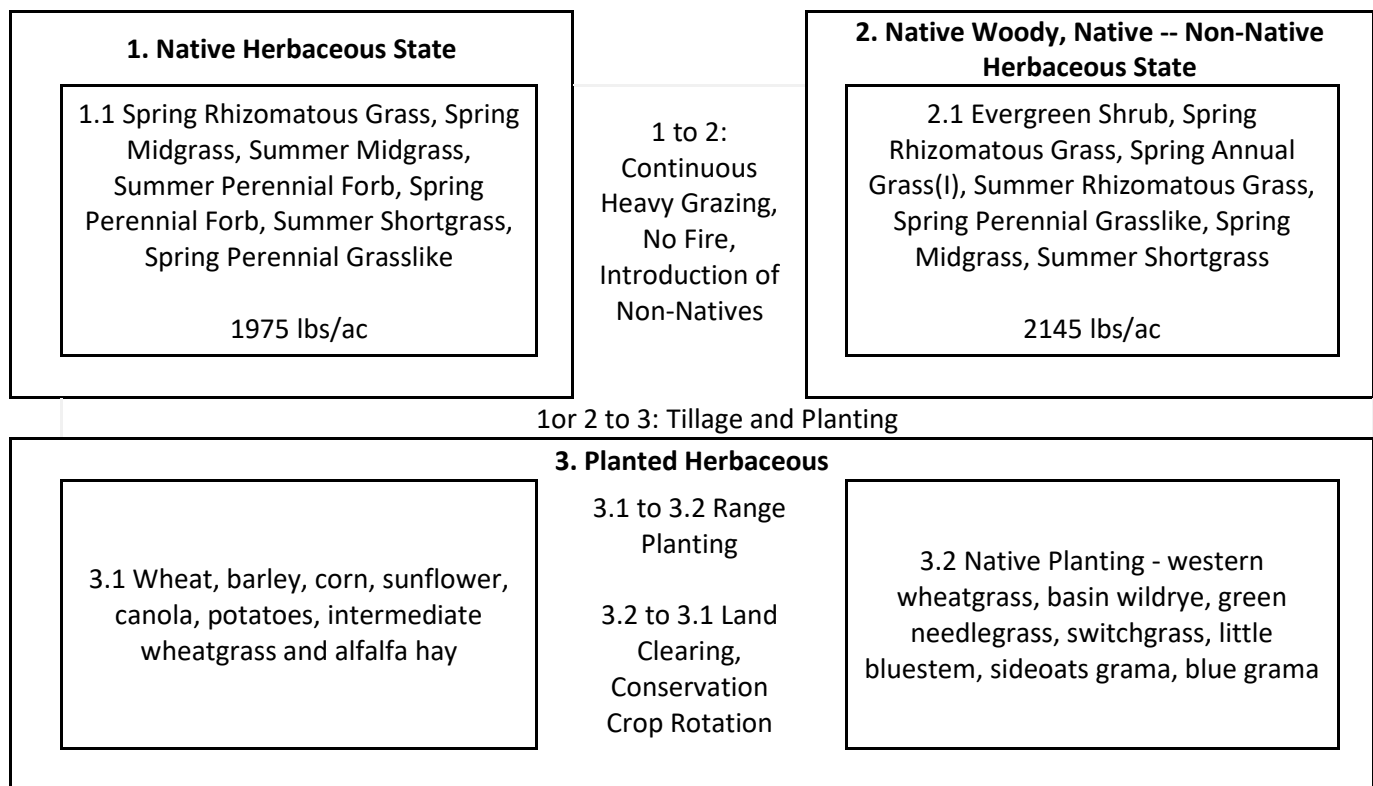 1. Native Herbaceous State
1.1 Spring Rhizomatous Grass, Spring
Midgrass, Summer Midgrass,
Summer Perennial Forb, Spring
Perennial Forb, Summer Shortgrass,
Spring Perennial Grasslike
1975 lbs/ac
1 to 2:
Continuous
Heavy Grazing,
No Fire,
Introduction of
Non-Natives
2. Native Woody, Native -- Non-Native
Herbaceous State
2.1 Evergreen Shrub, Spring
Rhizomatous Grass, Spring Annual
Grass(I), Summer Rhizomatous Grass,
Spring Perennial Grasslike, Spring
Midgrass, Summer Shortgrass
2145 lbs/ac
1or 2 to 3: Tillage and Planting
3. Planted Herbaceous
3.1 Wheat, barley, corn, sunflower,
canola, potatoes, intermediate
wheatgrass and alfalfa hay
3.1 to 3.2 Range
Planting
3.2 to 3.1 Land
Clearing,
Conservation
Crop Rotation
3.2 Native Planting - western
wheatgrass, basin wildrye, green
needlegrass, switchgrass, little
bluestem, sideoats grama, blue grama